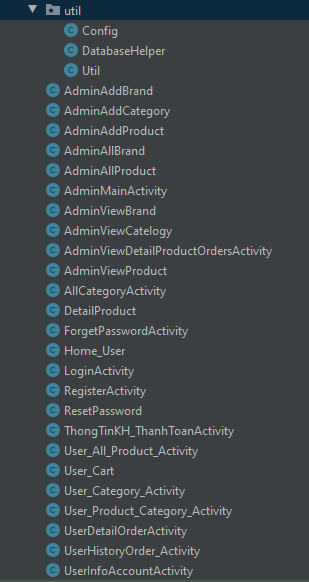 util
Config
DatabaseHelper
Util
AdminAddBrand
AdminAddCategory
AdminAddProduct
AdminAllBrand
AdminAllProduct
AdminMainActivity
AdminViewBrand
AdminViewCatelogy
AdminViewDetailProductOrdersActivity
AdminViewProduct
AllCategoryActivity
DetailProduct
ForgetPasswordActivity
Home_User
LoginActivity
RegisterActivity
ResetPassword
ThongTinKH_ThanhToanActivity
User_All_Product_Activity
User_Cart
User_Category_Activity
User_Product_Category_Activity
UserDetailOrderActivity
UserHistoryOrder_Activity
UserInfoAccountActivity